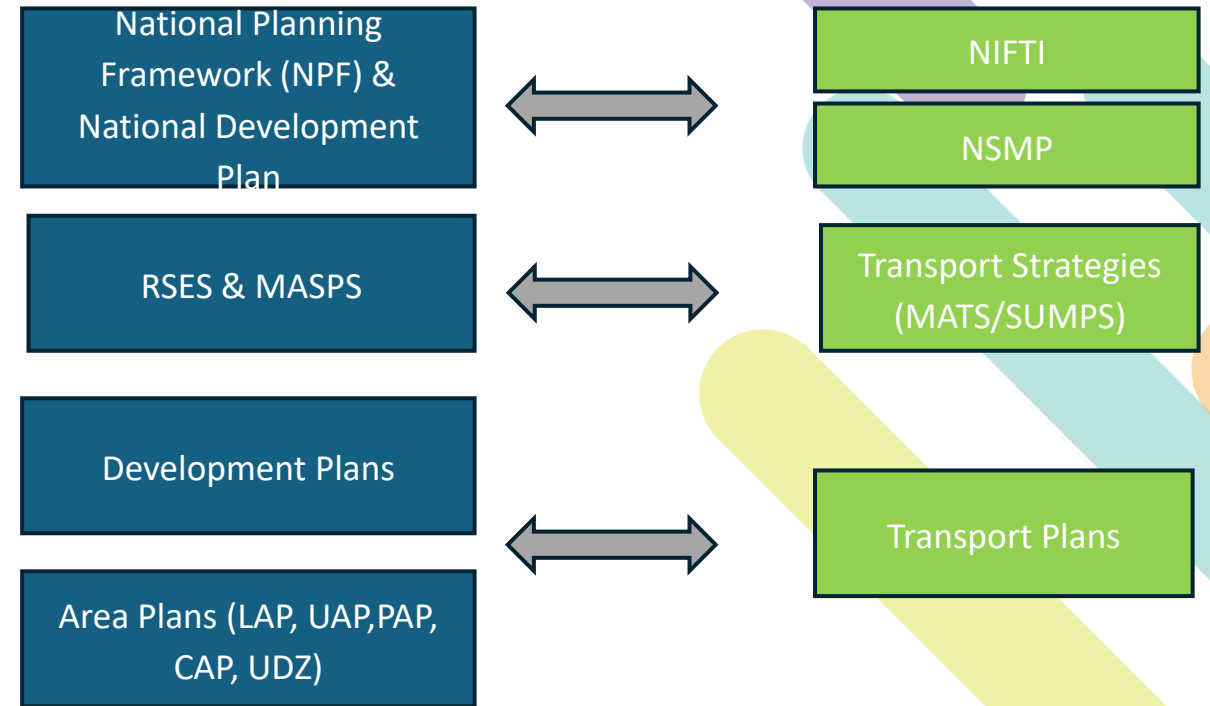 National Planning
Framework (NPF) &
National Development
Plan
NIFTI
NSMP
RSES & MASPS
Transport Strategies
(MATS/SUMPS)
Development Plans
Transport Plans
Area Plans (LAP, UAP,PAP,
CAP, UDZ)